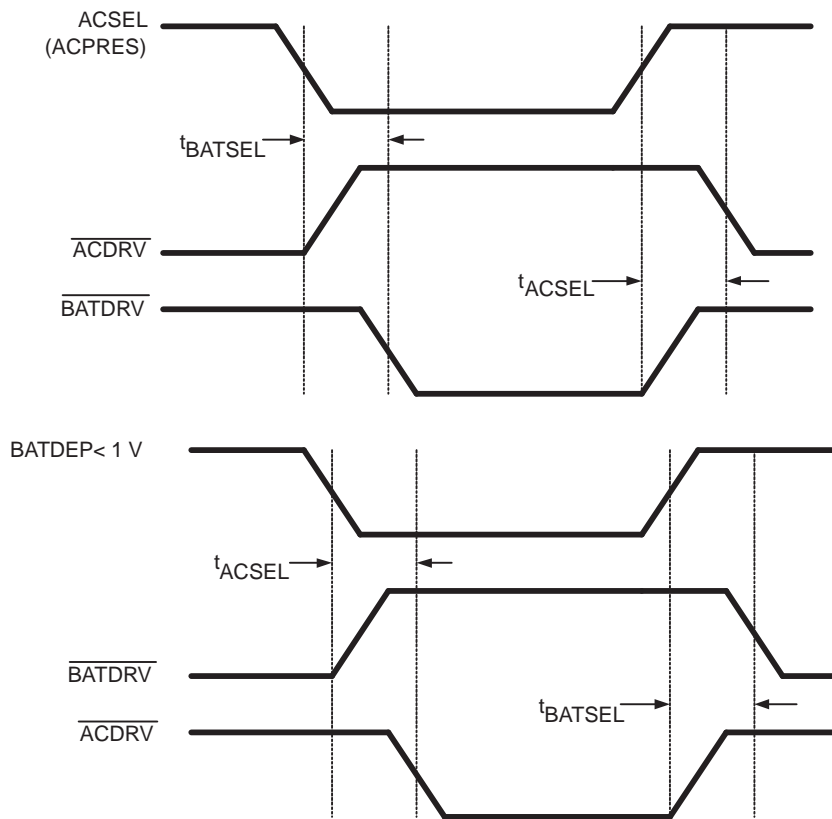 ACSEL
(ACPRES)
tBATSEL
ACDRV
tACSEL
BATDRV
BATDEP< 1 V
tACSEL
BATDRV
tBATSEL
ACDRV